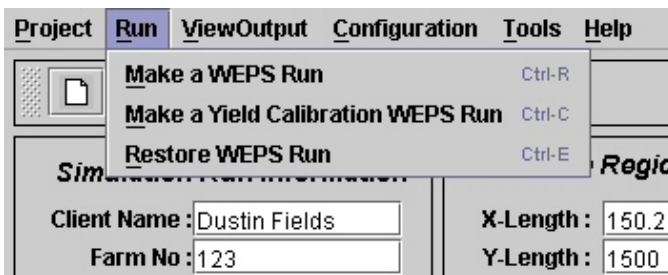 Project Run ViewOutput Configuration Tools Help
Make a WEPS Run Ctrl-R
Make a Yield Calibration WEPS Run Ctrl-C
Restore WEPS Run Ctrl-E
Client Name : Dustin Fields X-Length : 150.2
Farm No : 123 Y-Length : 1500